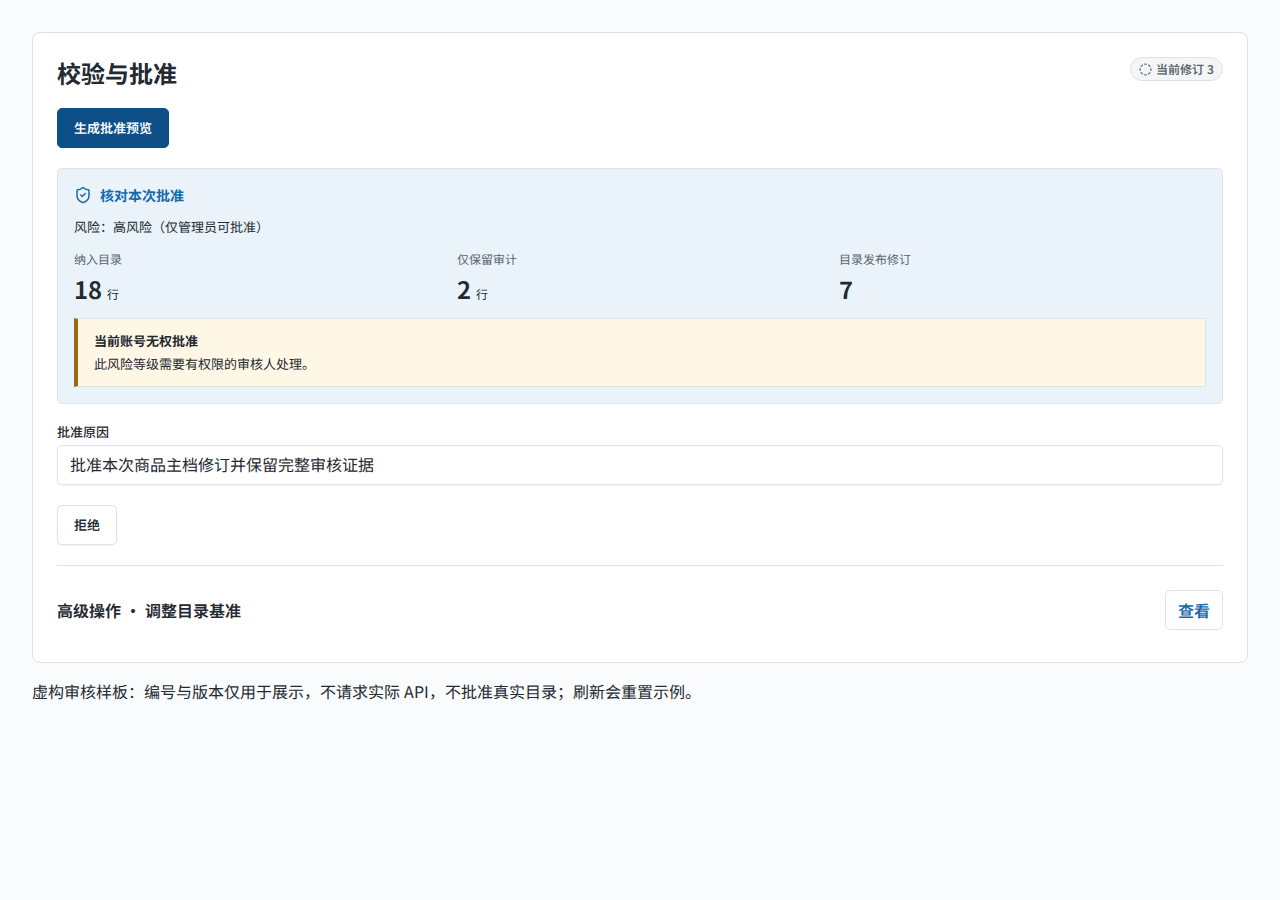 校验与批准
当前修订 3
生成批准预览
核对本次批准
风险：高风险（仅管理员可批准）
纳入目录
仅保留审计
目录发布修订
18 行
2 行
7
当前账号无权批准
此风险等级需要有权限的审核人处理。
批准原因
批准本次商品主档修订并保留完整审核证据
拒绝
高级操作 · 调整目录基准
查看
虚构审核样板：编号与版本仅用于展示，不请求实际 API，不批准真实目录；刷新会重置示例。